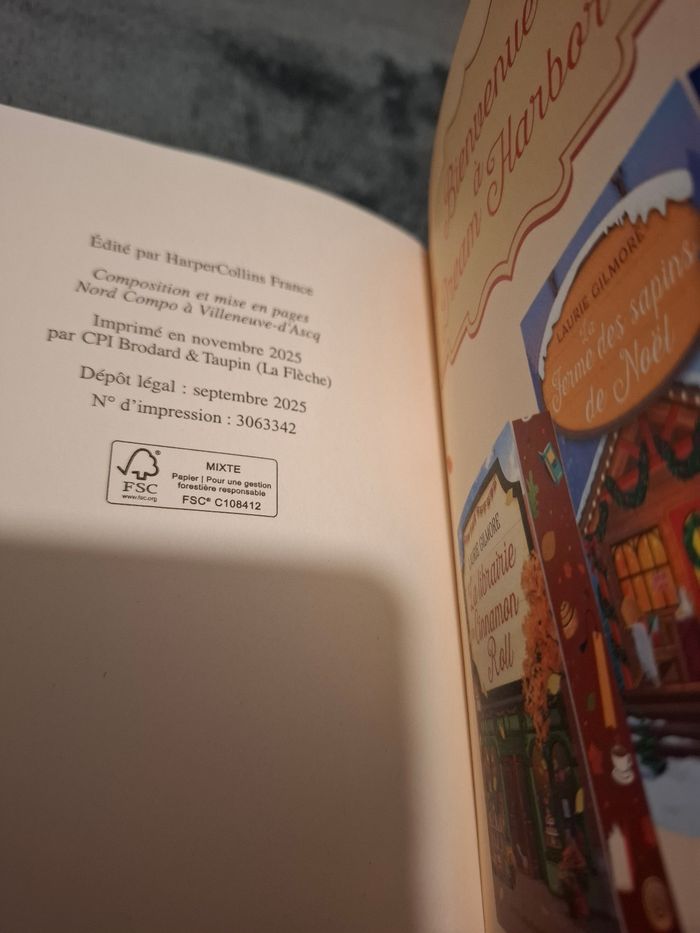 Édité par HarperCollins France
Composition et mise en pages
Nord Compo à Villeneuve-d'Ascq
Imprimé en novembre 2025
par CPI Brodard & Taupin (La Flèche)
Dépôt légal : septembre 2025
N° d'impression : 3063342
FSC
www.fsc.org
MIXTE
Papier | Pour une gestion
forestière responsable
FSC® C108412
Bienvenue
à
Dream Harbor
LAURIE GILMORE
La
ferme des sapins
de Noël
LAURIE GILMORE
La librairie
Cinnamon
Roll